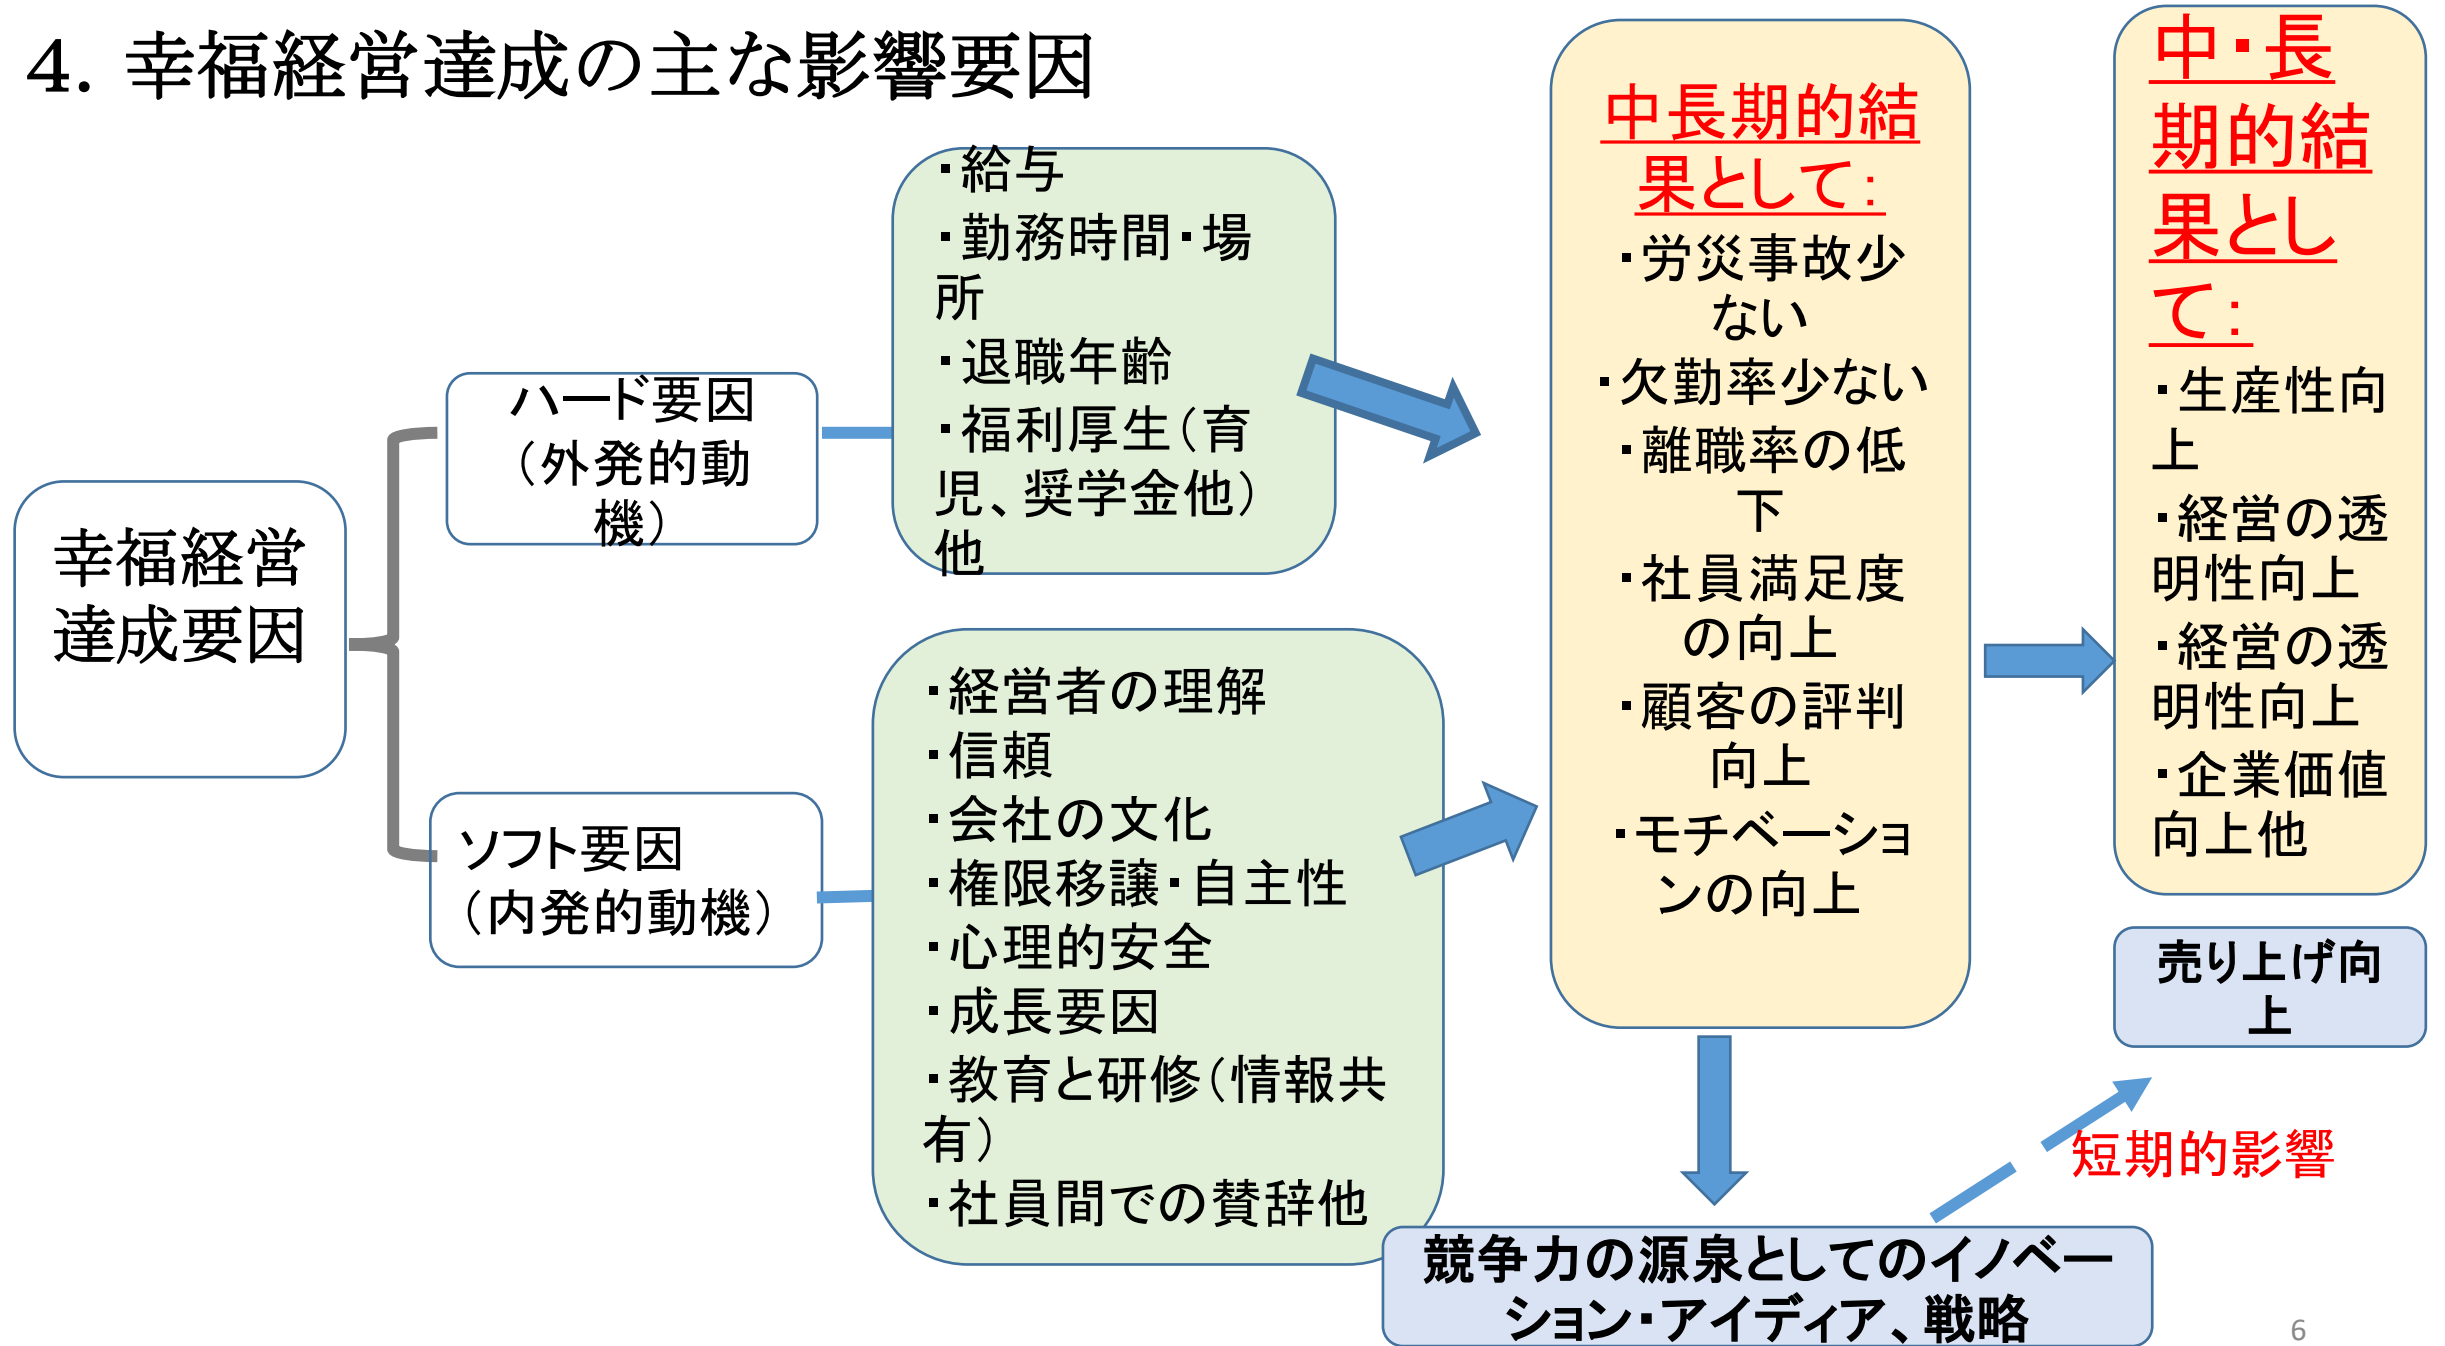 4. 幸福経営達成の主な影響要因
幸福経営
達成要因
ハード要因
（外発的動
機）
ソフト要因
（内発的動機）
・給与
・勤務時間・場
所
・退職年齢
・福利厚生（育
児、奨学金他）
他
・経営者の理解
・信頼
・会社の文化
・権限移譲・自主性
・心理的安全
・成長要因
・教育と研修（情報共
有）
・社員間での賛辞他
中長期的結
果として：
・労災事故少
ない
・欠勤率少ない
・離職率の低
下
・社員満足度
の向上
・顧客の評判
向上
・モチベーショ
ンの向上
中・長
期的結
果とし
て：
・生産性向
上
・経営の透
明性向上
・経営の透
明性向上
・企業価値
向上他
売り上げ向
上
短期的影響
競争力の源泉としてのイノベー
ション・アイディア、戦略
6